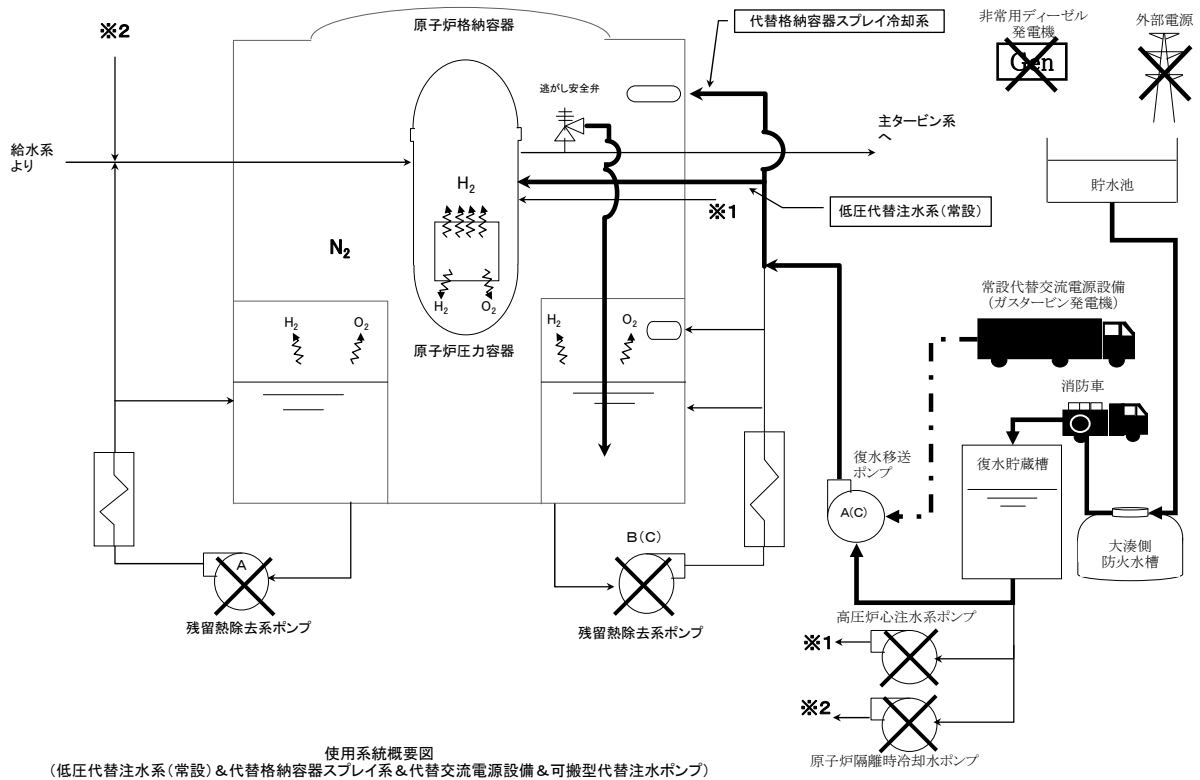 ※2
原子炉格納容器
代替格納容器スプレイ冷却系
非常用ディーゼル
発電機
Gen
外部電源
逃がし安全弁
給水系
より
主タービン系
へ
貯水池
H2
※1
低圧代替注水系(常設)
N2
常設代替交流電源設備
(ガスタービン発電機)
H2
O2
H2
O2
H2
O2
原子炉圧力容器
消防車
復水移送
ポンプ
復水貯蔵槽
A(C)
大湊側
防火水槽
A
B(C)
残留熱除去系ポンプ
残留熱除去系ポンプ
高圧炉心注水系ポンプ
※1
※2
原子炉隔離時冷却水ポンプ
使用系統概要図
(低圧代替注水系(常設)&代替格納容器スプレイ系&代替交流電源設備&可搬型代替注水ポンプ)